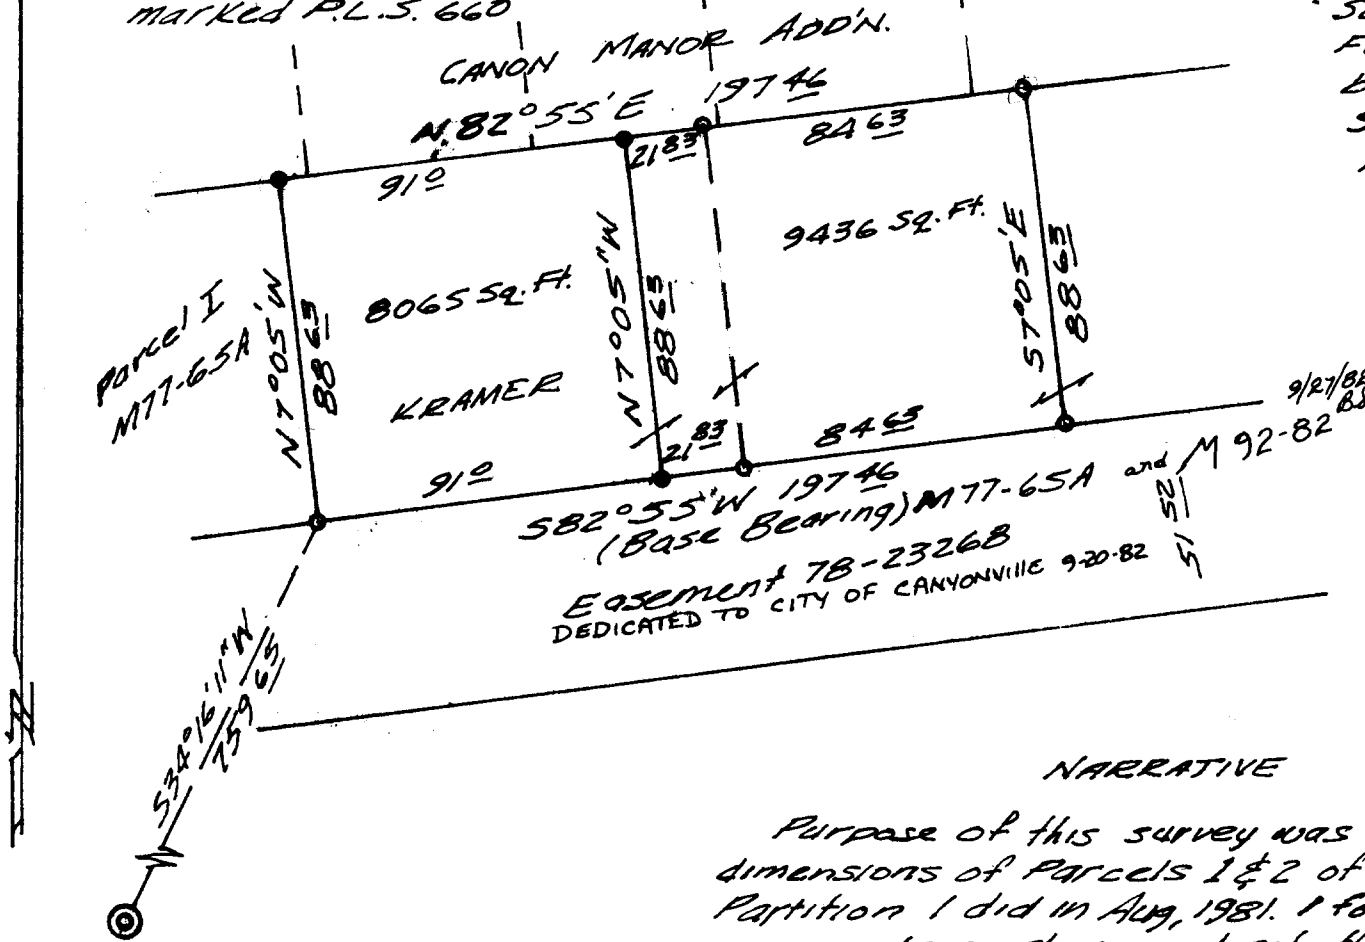 marked P.L.S. 660
CANON MANOR ADD'N.
N.82°55'E 197 46
91 0
21 83
84 63
Parcel I
M77-65A
N7°05'W
88 63
8065 Sq. Ft.
KRAMER
N7°05"W
88 63
9436 Sq. Ft.
S7°05'E
88 63
91 0
21 83
84 63
S82°55"W 197 46
(Base Bearing) M77-65A and M 92-82
9/27/82
Easement 78-23268
DEDICATED TO CITY OF CANYONVILLE 9-20-82
51 52
S34°16'11"W
759 65
NARRATIVE
Purpose of this survey was
dimensions of Parcels 1 & 2 of
Partition I did in Aug, 1981. I fo